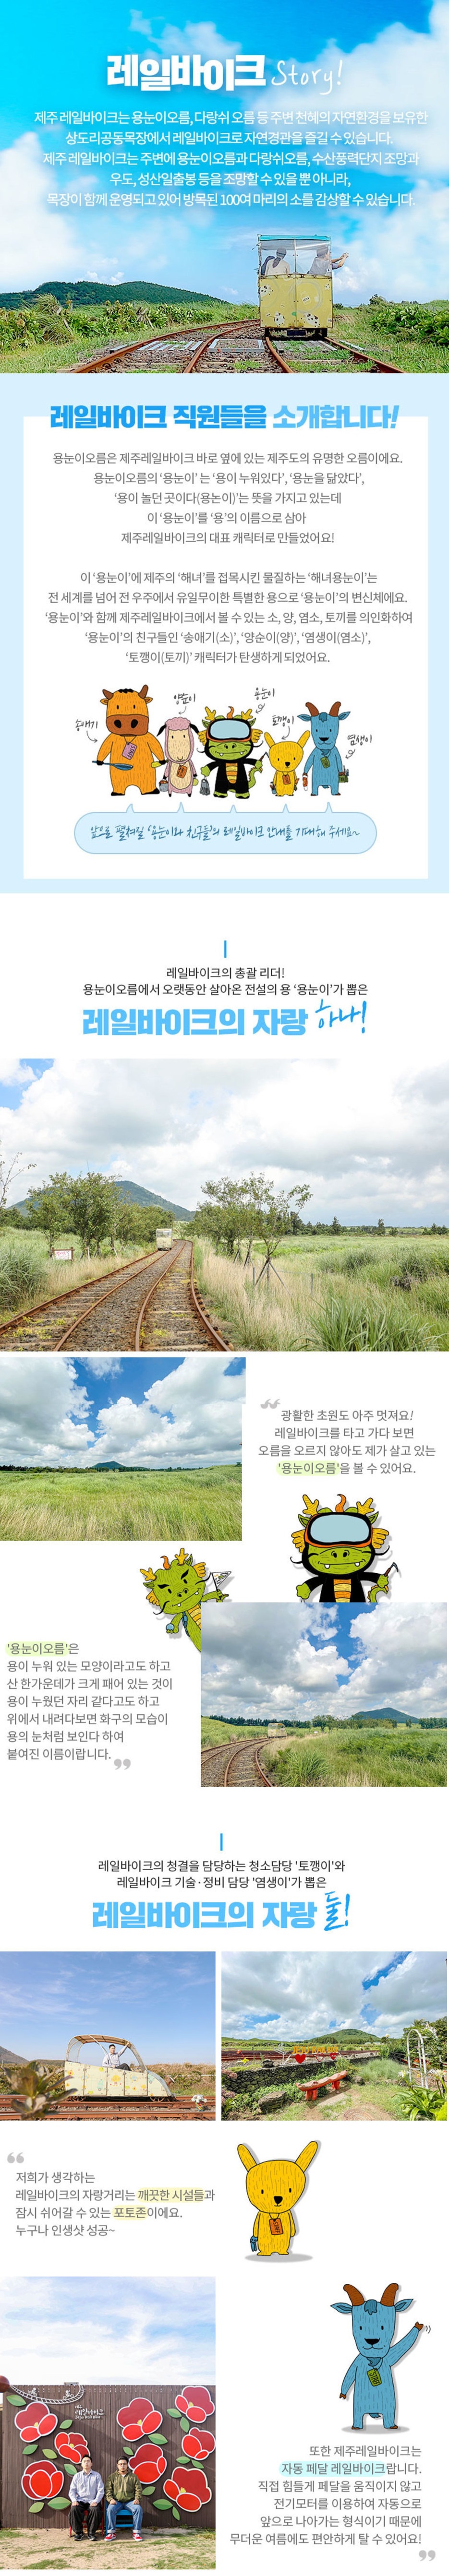 레일바이크 Story!
제주 레일바이크는 용눈이오름, 다랑쉬 오름 등 주변 천혜의 자연환경을 보유한
상도리공동목장에서 레일바이크로 자연경관을 즐길 수 있습니다.
제주 레일바이크는 주변에 용눈이오름과 다랑쉬오름, 수산풍력단지 조망과
우도, 성산일출봉 등을 조망할 수 있을 뿐 아니라,
목장이 함께 운영되고 있어 방목된 100여 마리의 소를 감상할 수 있습니다.
레일바이크 직원들을 소개합니다!
용눈이오름은 제주레일바이크 바로 옆에 있는 제주도의 유명한 오름이에요.
용눈이오름의 '용눈이' 는 '용이 누워있다', '용눈을 닮았다',
'용이 놀던 곳이다(용논이)'는 뜻을 가지고 있는데
이 '용눈이'를 '용'의 이름으로 삼아
제주레일바이크의 대표 캐릭터로 만들었어요!
이 '용눈이'에 제주의 '해녀'를 접목시킨 물질하는 '해녀용눈이'는
전 세계를 넘어 전 우주에서 유일무이한 특별한 용으로 '용눈이'의 변신체에요.
'용눈이'와 함께 제주레일바이크에서 볼 수 있는 소, 양, 염소, 토끼를 의인화하여
'용눈이'의 친구들인 '송애기(소)', '양순이(양)', '염생이(염소)',
'토깽이(토끼)' 캐릭터가 탄생하게 되었어요.
송애기
양순이
용눈이
토깽이
염생이
앞으로 펼쳐질 '용눈이와 친구들'의 레일바이크 안내를 기대해 주세요~
레일바이크의 총괄 리더!
용눈이오름에서 오랫동안 살아온 전설의 용 '용눈이'가 뽑은
레일바이크의 자랑 하나!
광활한 초원도 아주 멋져요!
레일바이크를 타고 가다 보면
오름을 오르지 않아도 제가 살고 있는
'용눈이오름'을 볼 수 있어요.
'용눈이오름'은
용이 누워 있는 모양이라고도 하고
산 한가운데가 크게 패어 있는 것이
용이 누웠던 자리 같다고도 하고
위에서 내려다보면 화구의 모습이
용의 눈처럼 보인다 하여
붙여진 이름이랍니다.
레일바이크의 청결을 담당하는 청소담당 '토깽이'와
레일바이크 기술·정비 담당 '염생이'가 뽑은
레일바이크의 자랑 둘!
저희가 생각하는
레일바이크의 자랑거리는 깨끗한 시설들과
잠시 쉬어갈 수 있는 포토존이에요.
누구나 인생샷 성공~
또한 제주레일바이크는
자동 페달 레일바이크랍니다.
직접 힘들게 페달을 움직이지 않고
전기모터를 이용하여 자동으로
앞으로 나아가는 형식이기 때문에
무더운 여름에도 편안하게 탈 수 있어요!